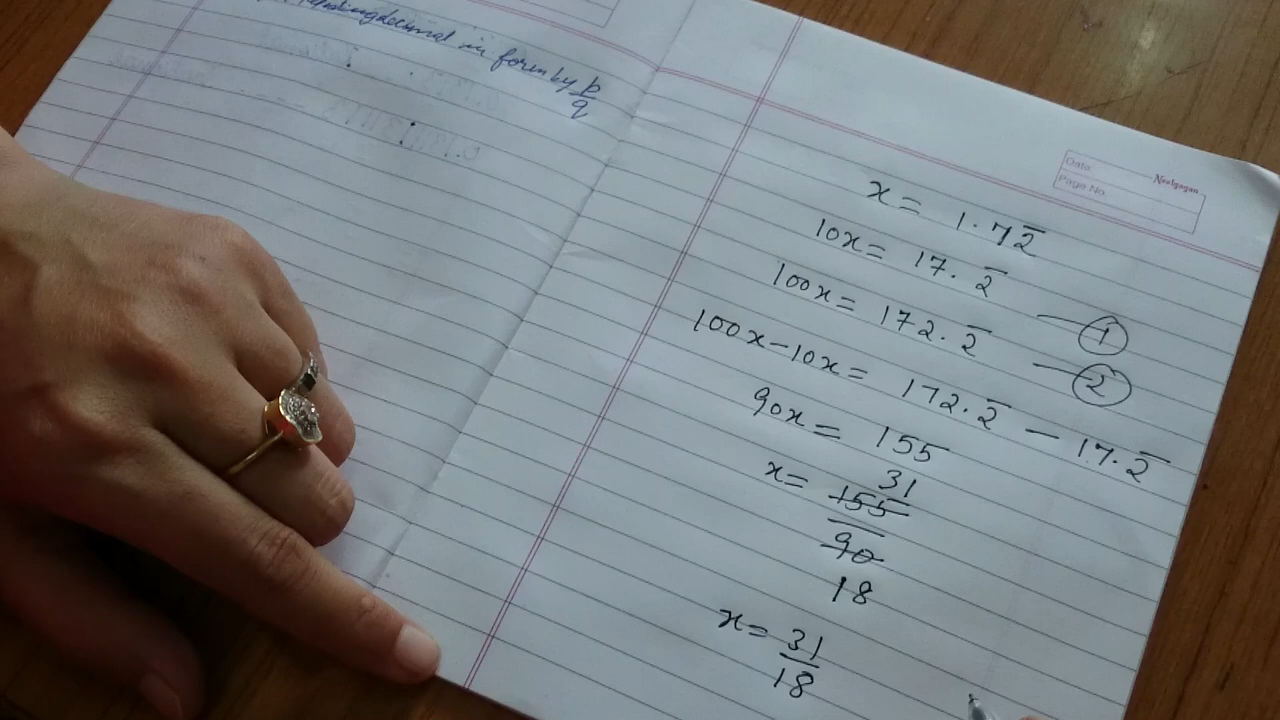 decimal in form by p/q
Date
Neelgagan
Page No.
x = 1.72̅
10x = 17.2̅ — ①
100x = 172.2̅ — ②
100x-10x = 172.2̅ - 17.2̅
90x = 155
31
x = 155/90
18
x = 31/18